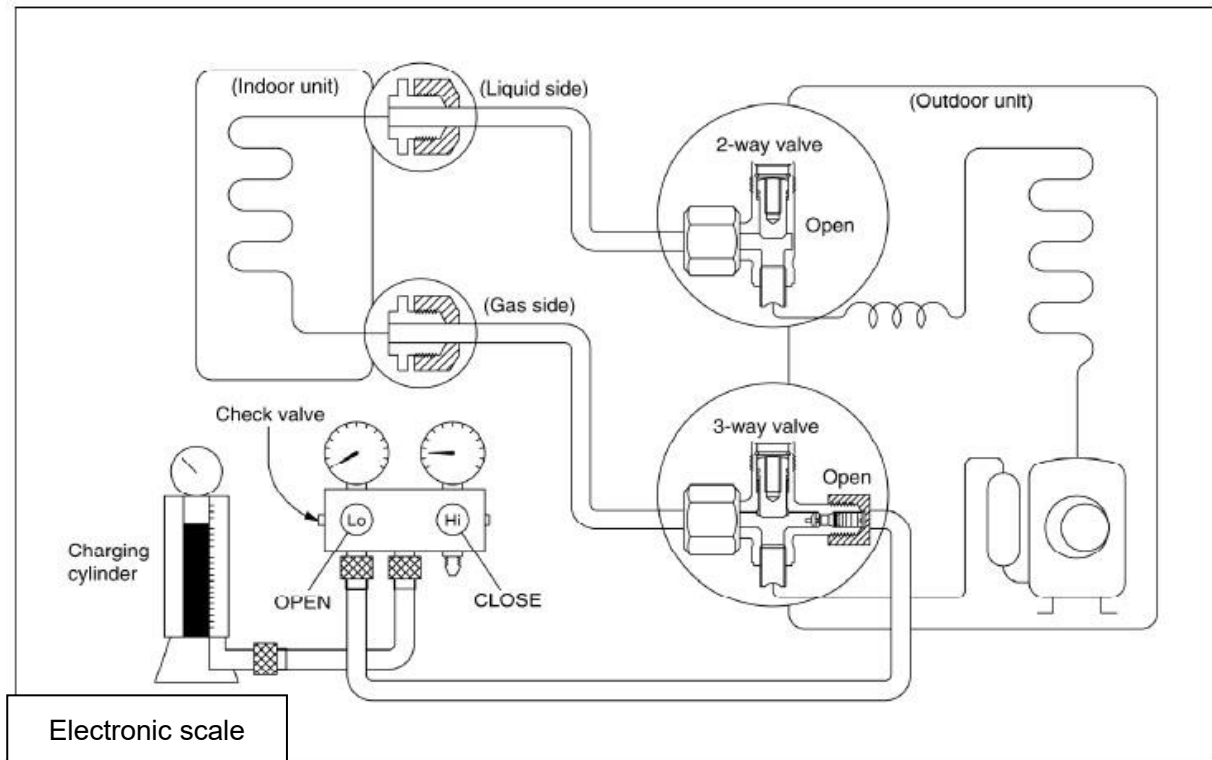 (Indoor unit)
(Liquid side)
(Outdoor unit)
2-way valve
Open
(Gas side)
Check valve
3-way valve
Open
Lo
Hi
Charging
cylinder
OPEN
CLOSE
Electronic scale